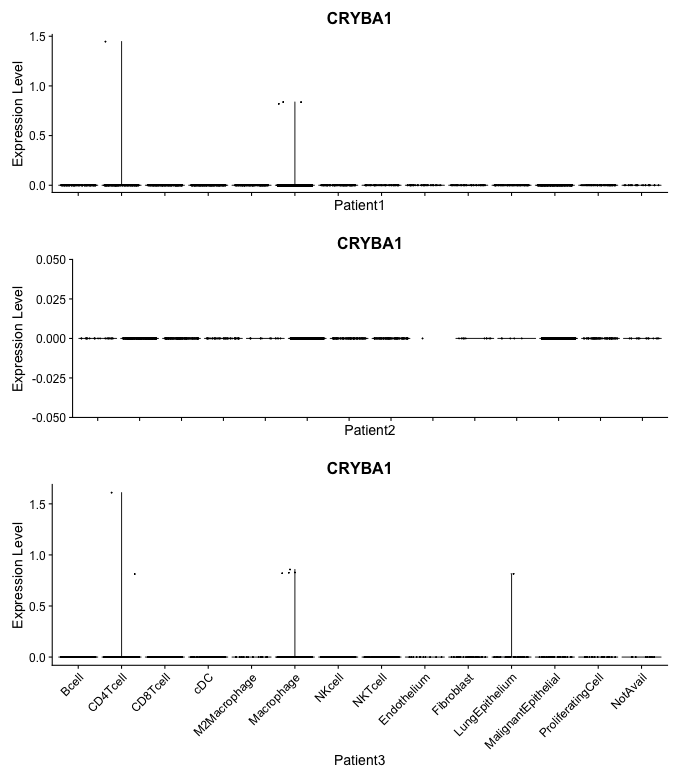 CRYBA1
Expression Level
1.5
1.0
0.5
0.0
Patient1
CRYBA1
Expression Level
0.050
0.025
0.000
-0.025
-0.050
Patient2
CRYBA1
Expression Level
1.5
1.0
0.5
0.0
Bcell
CD4Tcell
CD8Tcell
cDC
M2Macrophage
Macrophage
NKcell
NKTcell
Endothelium
Fibroblast
LungEpithelium
MalignantEpithelial
ProliferatingCell
NotAvail
Patient3